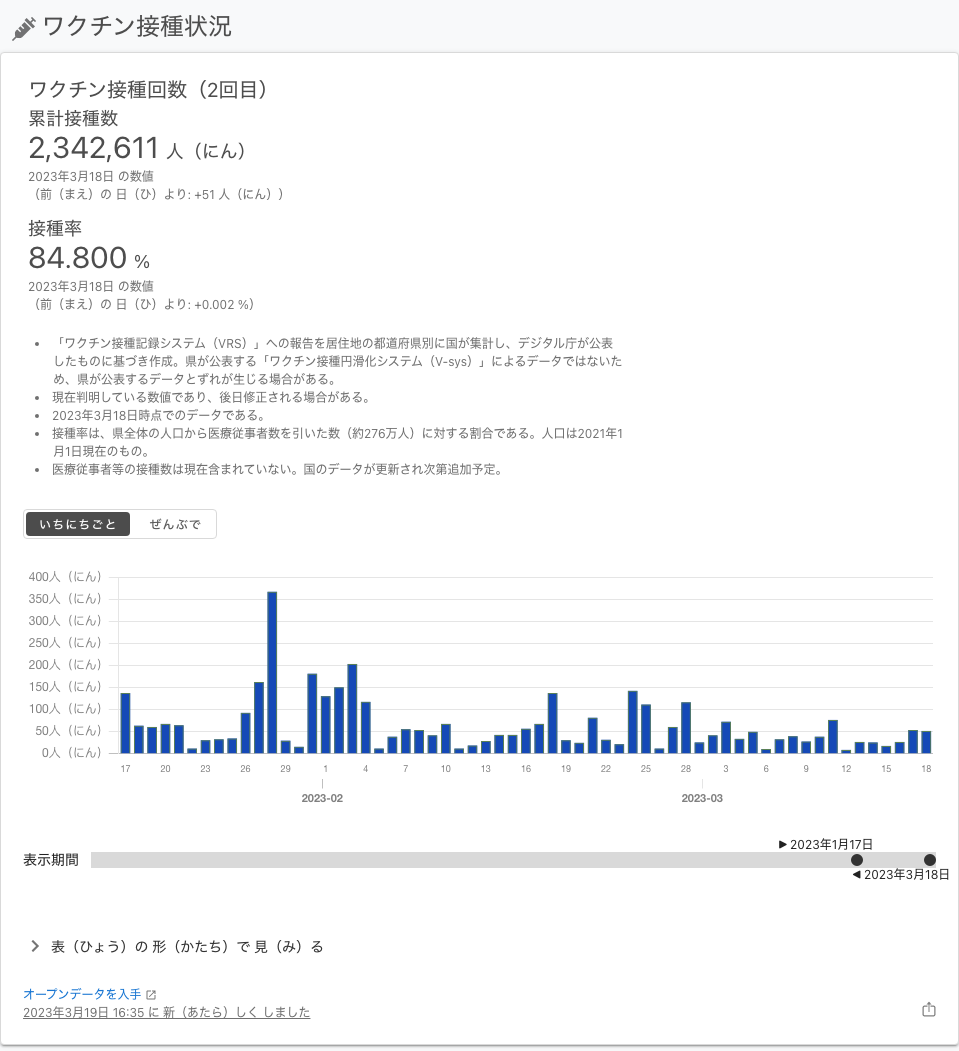 ワクチン接種状況
ワクチン接種回数（2回目）
累計接種数
2,342,611 人（にん）
2023年3月18日 の数値
（前（まえ）の 日（ひ）より: +51 人（にん））
接種率
84.800 %
2023年3月18日 の数値
（前（まえ）の 日（ひ）より: +0.002 %）
• 「ワクチン接種記録システム（VRS）」への報告を居住地の都道府県別に国が集計し、デジタル庁が公表
したものに基づき作成。県が公表する「ワクチン接種円滑化システム（V-sys）」によるデータではないた
め、県が公表するデータとずれが生じる場合がある。
• 現在判明している数値であり、後日修正される場合がある。
• 2023年3月18日時点でのデータである。
• 接種率は、県全体の人口から医療従事者数を引いた数（約276万人）に対する割合である。人口は2021年1
月1日現在のもの。
• 医療従事者等の接種数は現在含まれていない。国のデータが更新され次第追加予定。
いちにちごと ぜんぶで
400人（にん）
350人（にん）
300人（にん）
250人（にん）
200人（にん）
150人（にん）
100人（にん）
50人（にん）
0人（にん）
17 20 23 26 29 1 4 7 10 13 16 19 22 25 28 3 6 9 12 15 18
2023-02 2023-03
▶ 2023年1月17日
表示期間
◀ 2023年3月18日
表（ひょう）の 形（かたち）で 見（み）る
オープンデータを入手
2023年3月19日 16:35 に 新（あたら）しく しました